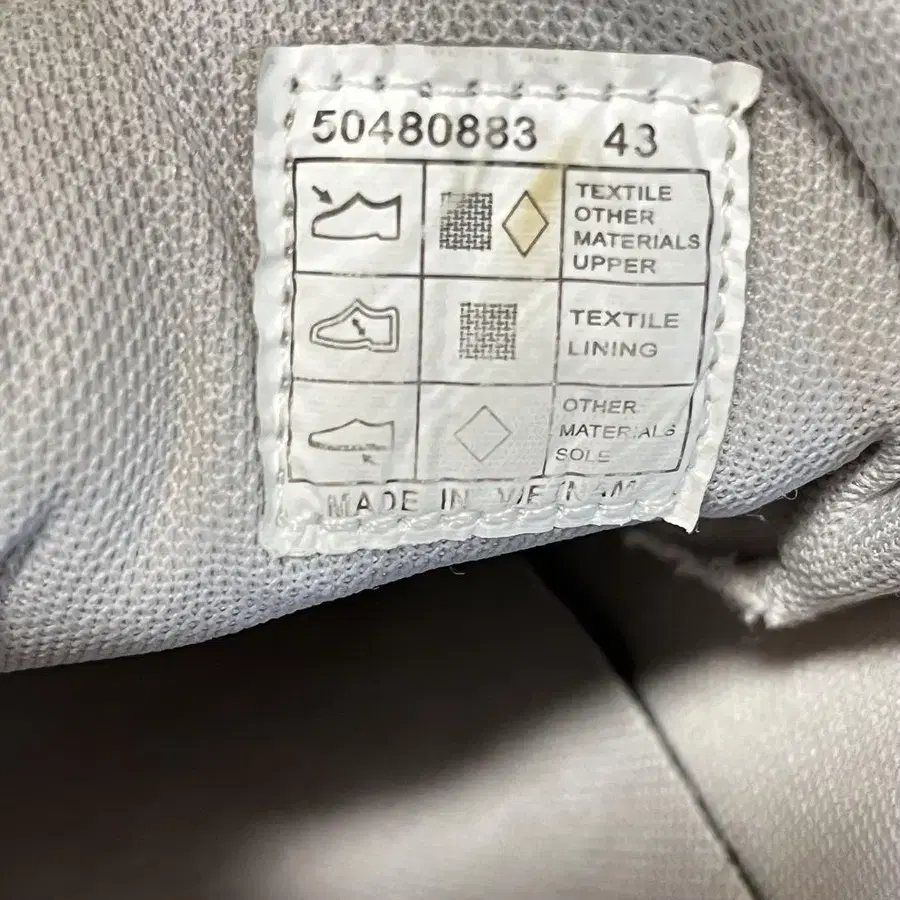 50480883 43
TEXTILE
OTHER
MATERIALS
UPPER
TEXTILE
LINING
OTHER
MATERIALS
SOLE
MADE IN VIETNAM